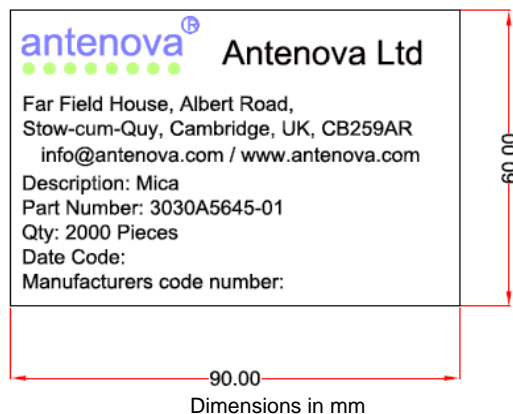 antenova®
Antenova Ltd
Far Field House, Albert Road,
Stow-cum-Quy, Cambridge, UK, CB259AR
info@antenova.com / www.antenova.com
Description: Mica
Part Number: 3030A5645-01
Qty: 2000 Pieces
Date Code:
Manufacturers code number:
60.00
90.00
Dimensions in mm